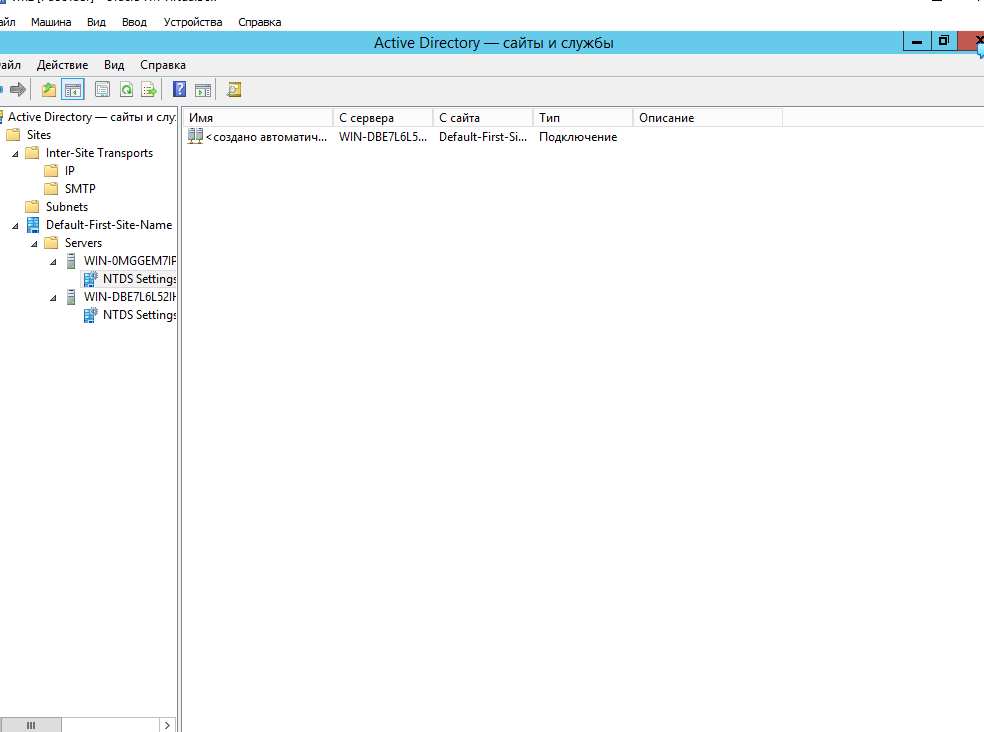 айл Машина Вид Ввод Устройства Справка
Active Directory — сайты и службы
айл Действие Вид Справка
Active Directory — сайты и слу
Sites
Inter-Site Transports
IP
SMTP
Subnets
Default-First-Site-Name
Servers
WIN-0MGGEM7IP
NTDS Settings
WIN-DBE7L6L52IH
NTDS Settings
Имя С сервера С сайта Тип Описание
<создано автоматич... WIN-DBE7L6L5... Default-First-Si... Подключение